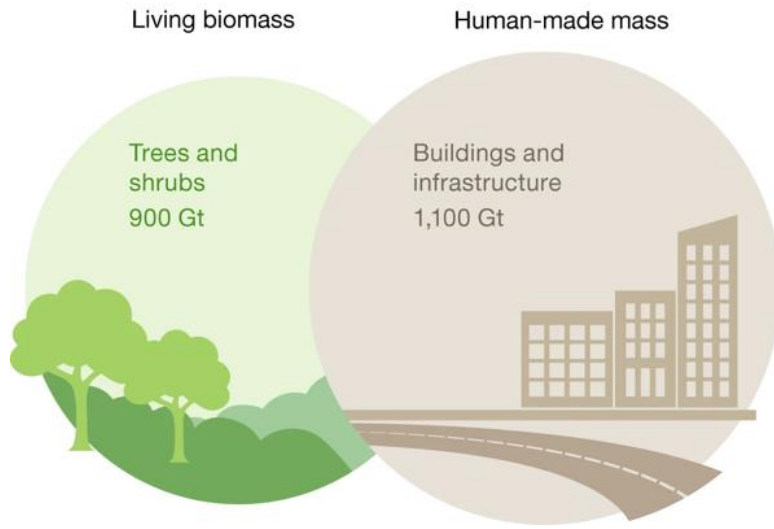 Living biomass
Human-made mass
Trees and
shrubs
900 Gt
Buildings and
infrastructure
1,100 Gt